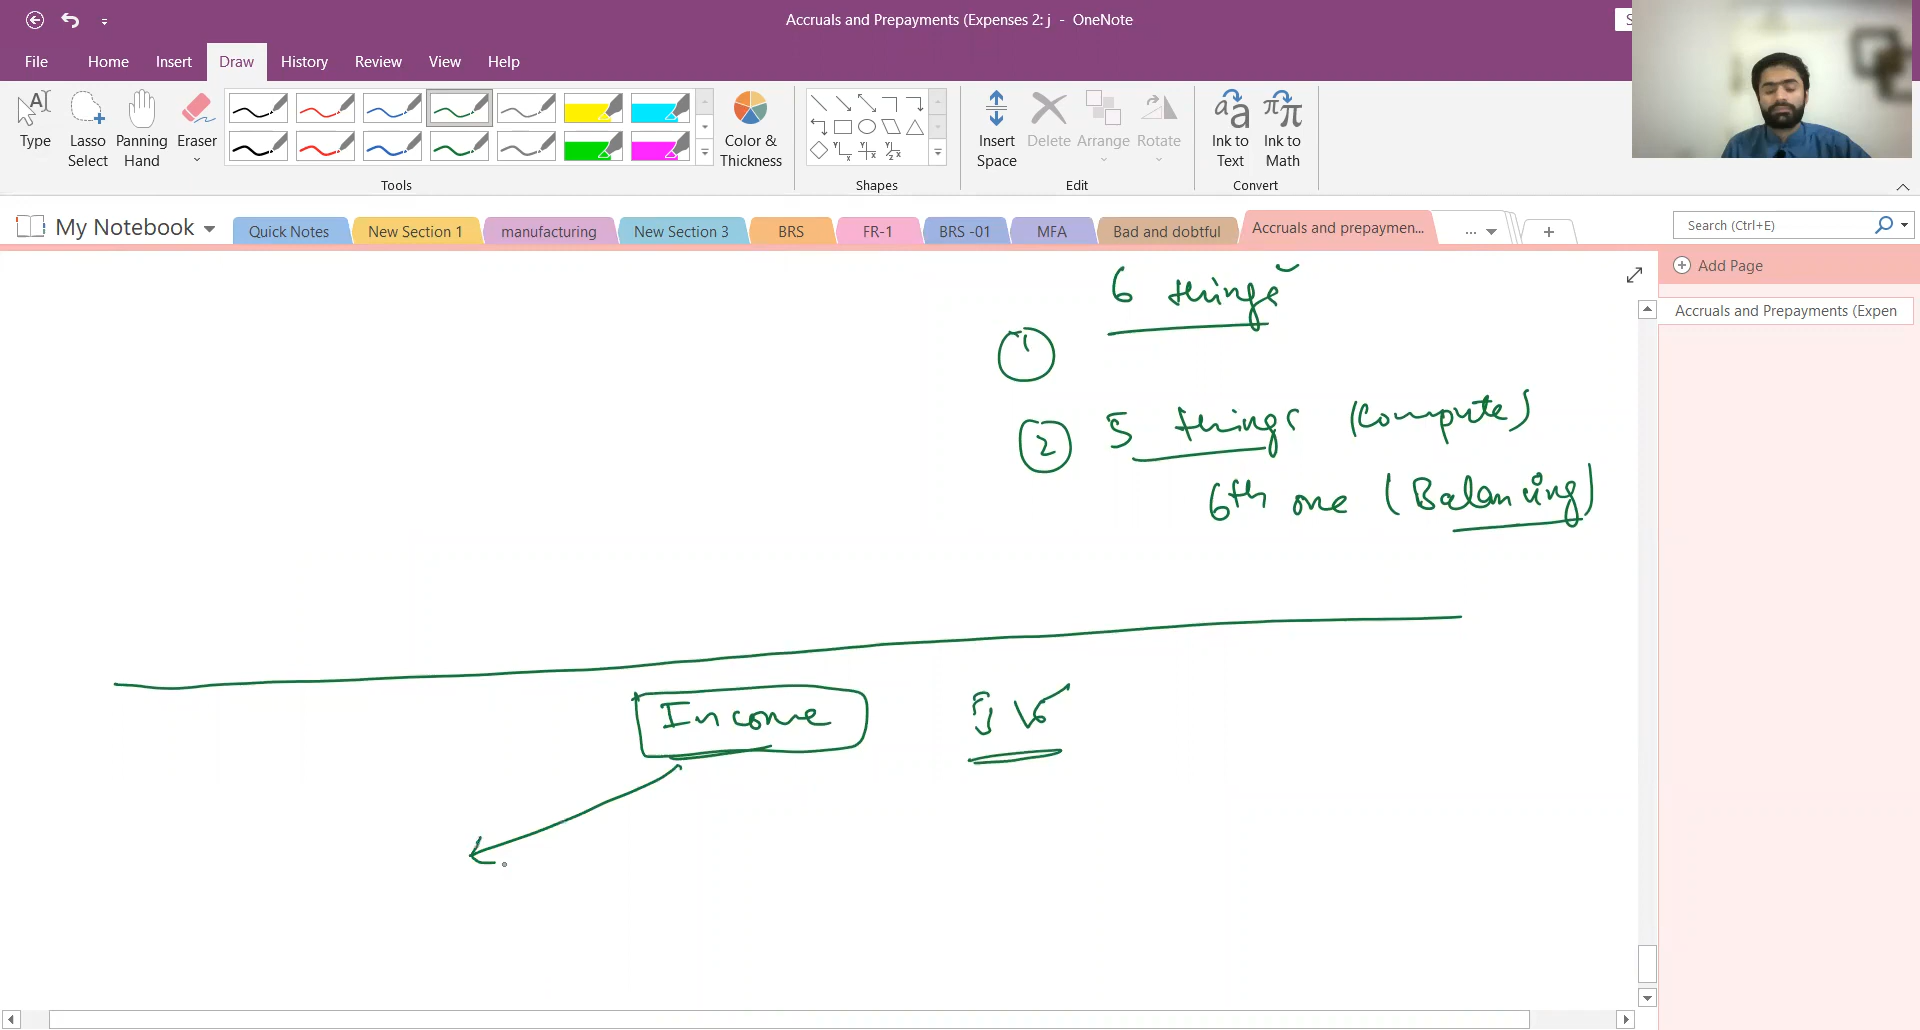 Accruals and Prepayments (Expenses 2: j - OneNote
File Home Insert Draw History Review View Help
Type
Lasso Select
Panning Hand
Eraser
Color & Thickness
Insert Space
Delete
Arrange
Rotate
Ink to Text
Ink to Math
Tools
Shapes
Edit
Convert
My Notebook
Quick Notes
New Section 1
manufacturing
New Section 3
BRS
FR-1
BRS -01
MFA
Bad and doubtful
Accruals and prepaymen...
...
Search (Ctrl+E)
Add Page
Accruals and Prepayments (Expen
6 things
1
2 5 things (Compute)
6th one (Balancing)
Income